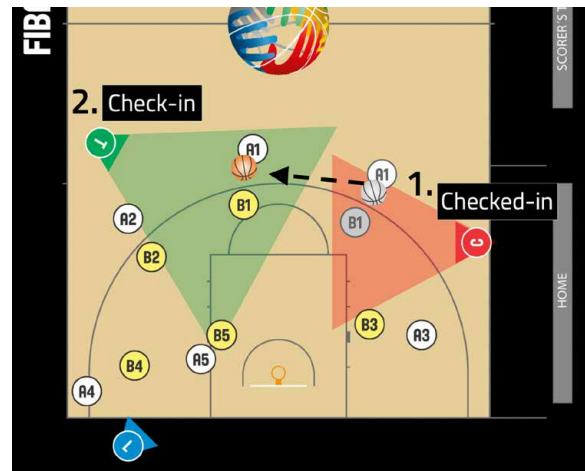 FIBA
SCORER'S T
2. Check-in
T
A1
A1
1.
Checked-in
B1
B1
A2
C
B2
HOME
B3
B5
A3
A5
B4
A4
L